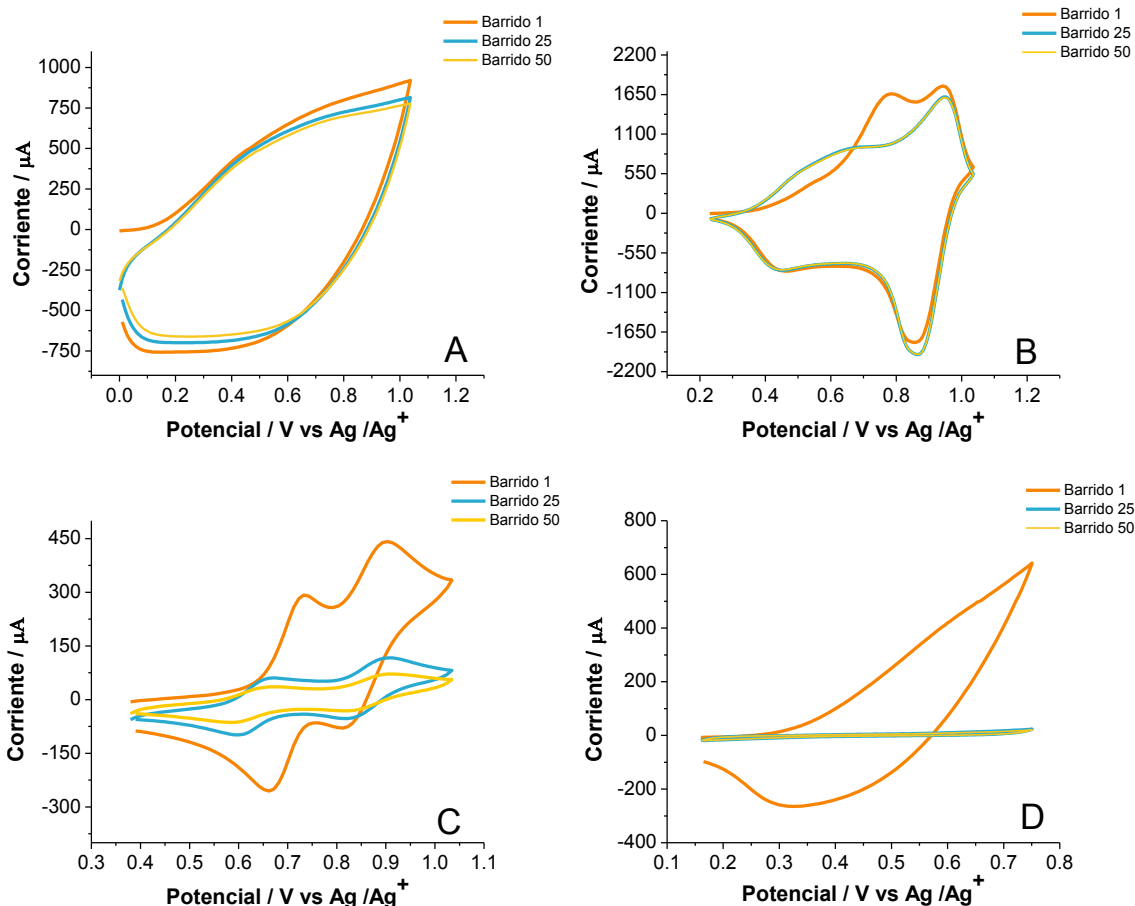 Barrido 1
Barrido 25
Barrido 50
1000
750
500
250
0
-250
-500
-750
Corriente / µA
0.0 0.2 0.4 0.6 0.8 1.0 1.2
Potencial / V vs Ag /Ag+
A
Barrido 1
Barrido 25
Barrido 50
2200
1650
1100
550
0
-550
-1100
-1650
-2200
Corriente / µA
0.2 0.4 0.6 0.8 1.0 1.2
Potencial / V vs Ag /Ag+
B
Barrido 1
Barrido 25
Barrido 50
450
300
150
0
-150
-300
Corriente / µA
0.3 0.4 0.5 0.6 0.7 0.8 0.9 1.0 1.1
Potencial / V vs Ag /Ag+
C
Barrido 1
Barrido 25
Barrido 50
800
600
400
200
0
-200
-400
Corriente / µA
0.1 0.2 0.3 0.4 0.5 0.6 0.7 0.8
Potencial / V vs Ag /Ag+
D